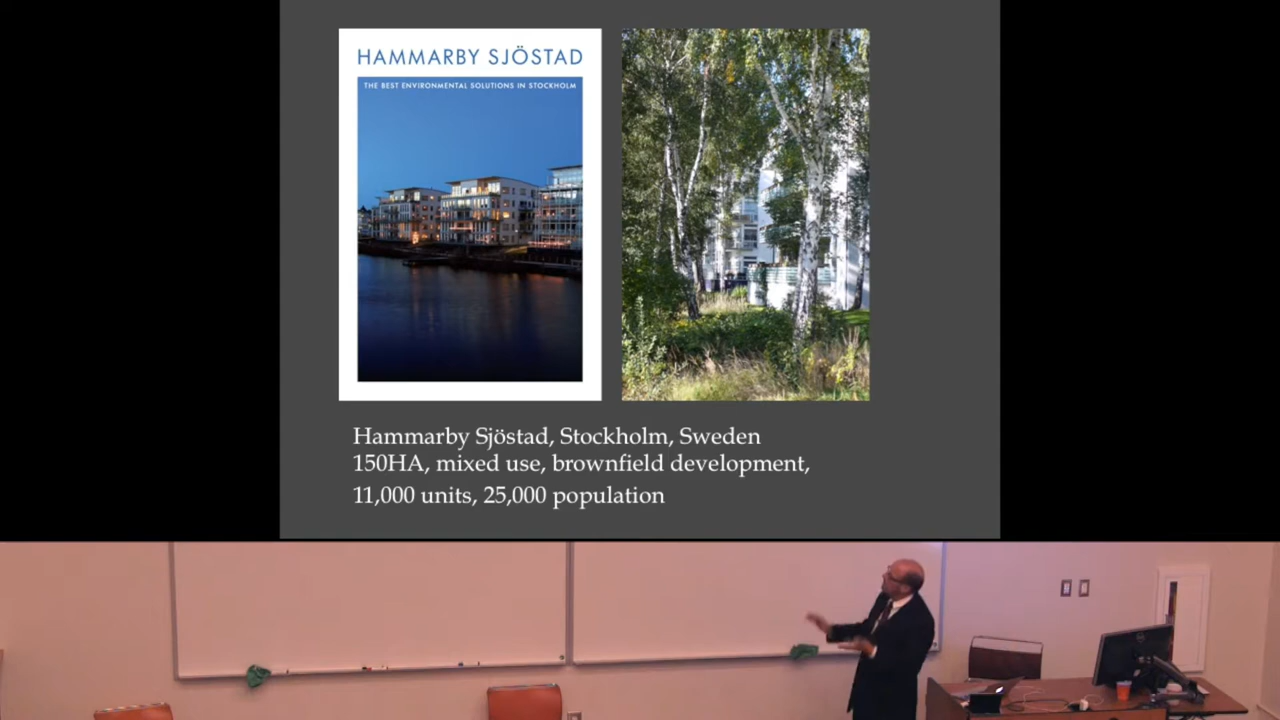 HAMMARBY SJÖSTAD
THE BEST ENVIRONMENTAL SOLUTIONS IN STOCKHOLM
Hammarby Sjöstad, Stockholm, Sweden
150HA, mixed use, brownfield development,
11,000 units, 25,000 population